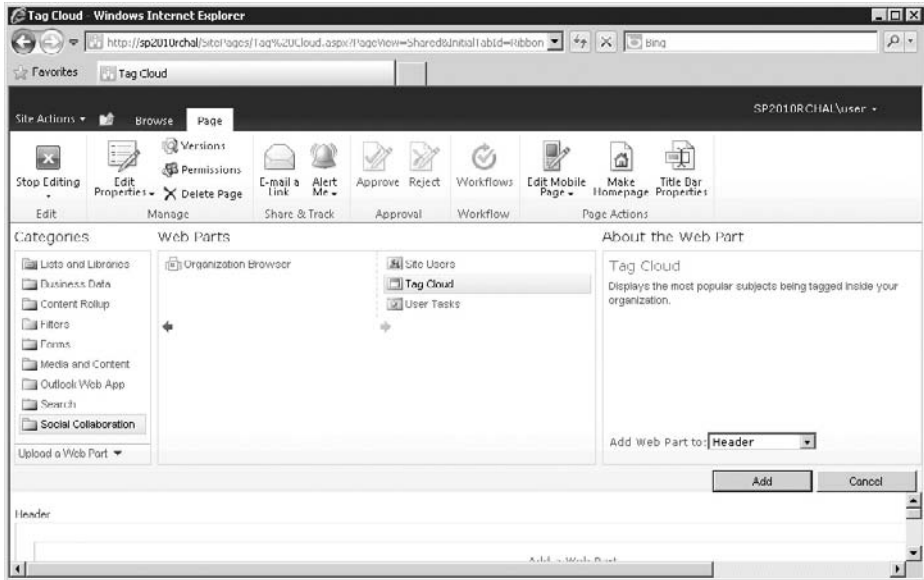 Tag Cloud - Windows Internet Explorer
http://sp2010rchal/SitePages/Tag%20Cloud.aspx?PageView=Shared&InitialTabId=Ribbon
Bing
Favorites
Tag Cloud
SP2010RCHAL\user
Site Actions
Browse
Page
Stop Editing
Edit Properties
Versions
Permissions
Delete Page
E-mail a Link
Alert Me
Approve
Reject
Workflows
Edit Mobile Page
Make Homepage
Title Bar Properties
Edit
Manage
Share & Track
Approval
Workflow
Page Actions
Categories
Lists and Libraries
Business Data
Content Rollup
Filters
Forms
Media and Content
Outlook Web App
Search
Social Collaboration
Upload a Web Part
Web Parts
Organization Browser
Site Users
Tag Cloud
User Tasks
About the Web Part
Tag Cloud
Displays the most popular subjects being tagged inside your
organization.
Add Web Part to: Header
Add
Cancel
Header
Add a Web Part